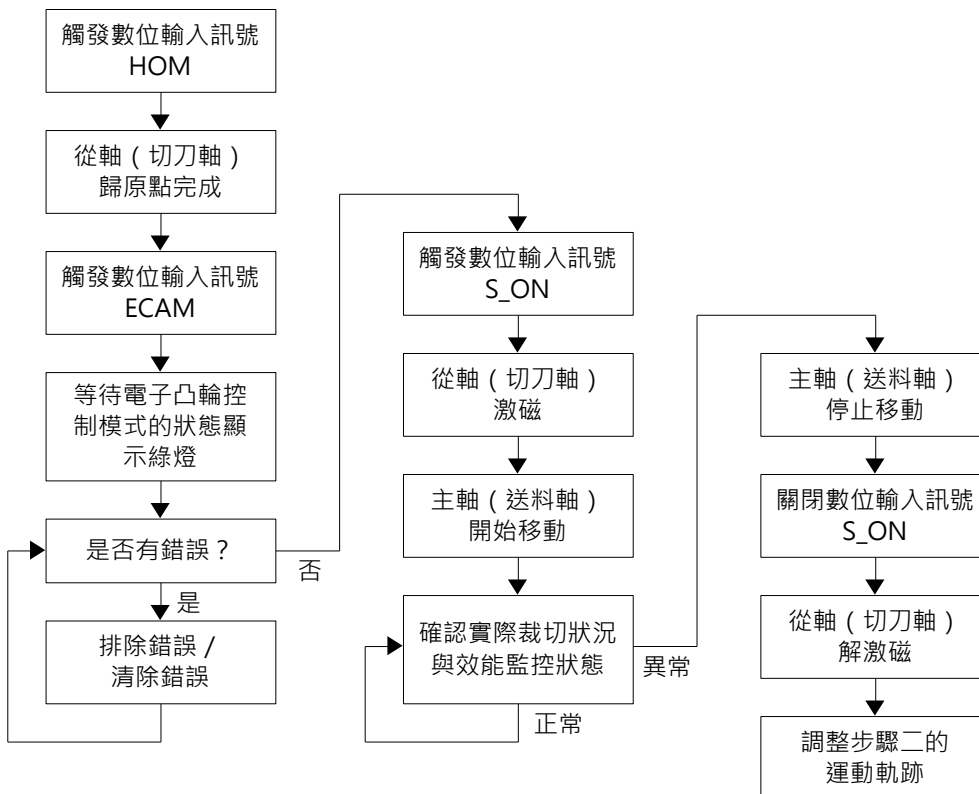 觸發數位輸入訊號
HOM
從軸（切刀軸）
歸原點完成
觸發數位輸入訊號
ECAM
等待電子凸輪控
制模式的狀態顯
示綠燈
是否有錯誤？
否
是
排除錯誤 /
清除錯誤
觸發數位輸入訊號
S_ON
從軸（切刀軸）
激磁
主軸（送料軸）
開始移動
確認實際裁切狀況
與效能監控狀態
異常
正常
主軸（送料軸）
停止移動
關閉數位輸入訊號
S_ON
從軸（切刀軸）
解激磁
調整步驟二的
運動軌跡